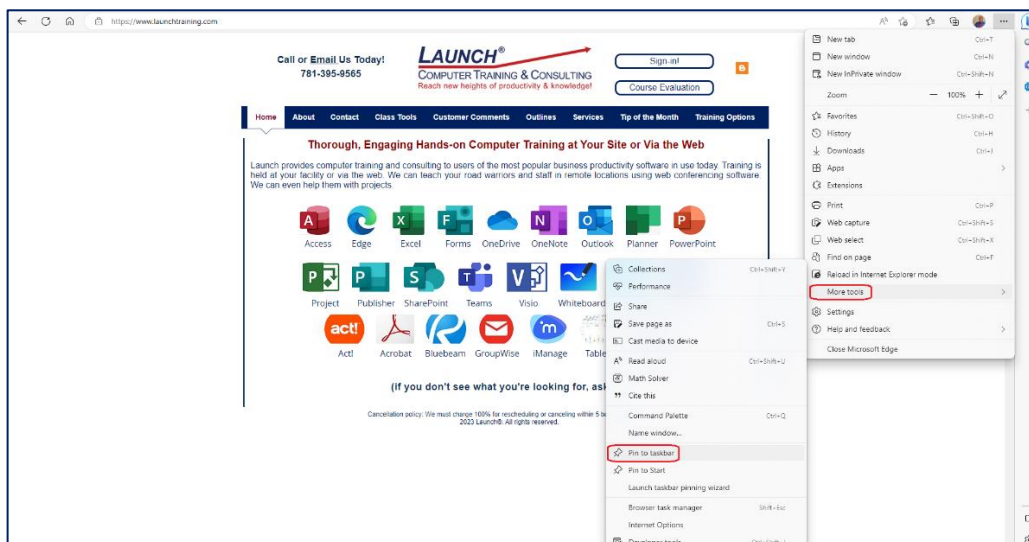 https://www.launchtraining.com
Call or Email Us Today!
781-395-9565
LAUNCH®
COMPUTER TRAINING & CONSULTING
Reach new heights of productivity & knowledge!
Sign-in!
Course Evaluation
Home About Contact Class Tools Customer Comments Outlines Services Tip of the Month Training Options
Thorough, Engaging Hands-on Computer Training at Your Site or Via the Web
Launch provides computer training and consulting to users of the most popular business productivity software in use today. Training is
held at your facility or via the web. We can teach your road warriors and staff in remote locations using web conferencing software.
We can even help them with projects.
Access Edge Excel Forms OneDrive OneNote Outlook Planner PowerPoint
Project Publisher SharePoint Teams Visio Whiteboard
act!
Act! Acrobat Bluebeam GroupWise iManage Table
(if you don't see what you're looking for, as
Cancellation policy: We must charge 100% for rescheduling or canceling within 5 b
2023 Launch®. All rights reserved.
New tab Ctrl+T
New window Ctrl+N
New InPrivate window Ctrl+Shift+N
Zoom 100%
Favorites Ctrl+Shift+O
History Ctrl+H
Downloads Ctrl+J
Apps
Extensions
Print Ctrl+P
Web capture Ctrl+Shift+S
Web select Ctrl+Shift+X
Find on page Ctrl+F
Reload in Internet Explorer mode
More tools
Settings
Help and feedback
Close Microsoft Edge
Collections Ctrl+Shift+Y
Performance
Share
Save page as Ctrl+S
Cast media to device
Read aloud Ctrl+Shift+U
Math Solver
Cite this
Command Palette Ctrl+Q
Name window...
Pin to taskbar
Pin to Start
Launch taskbar pinning wizard
Browser task manager Shift+Esc
Internet Options
Developer tools Ctrl+Shift+I